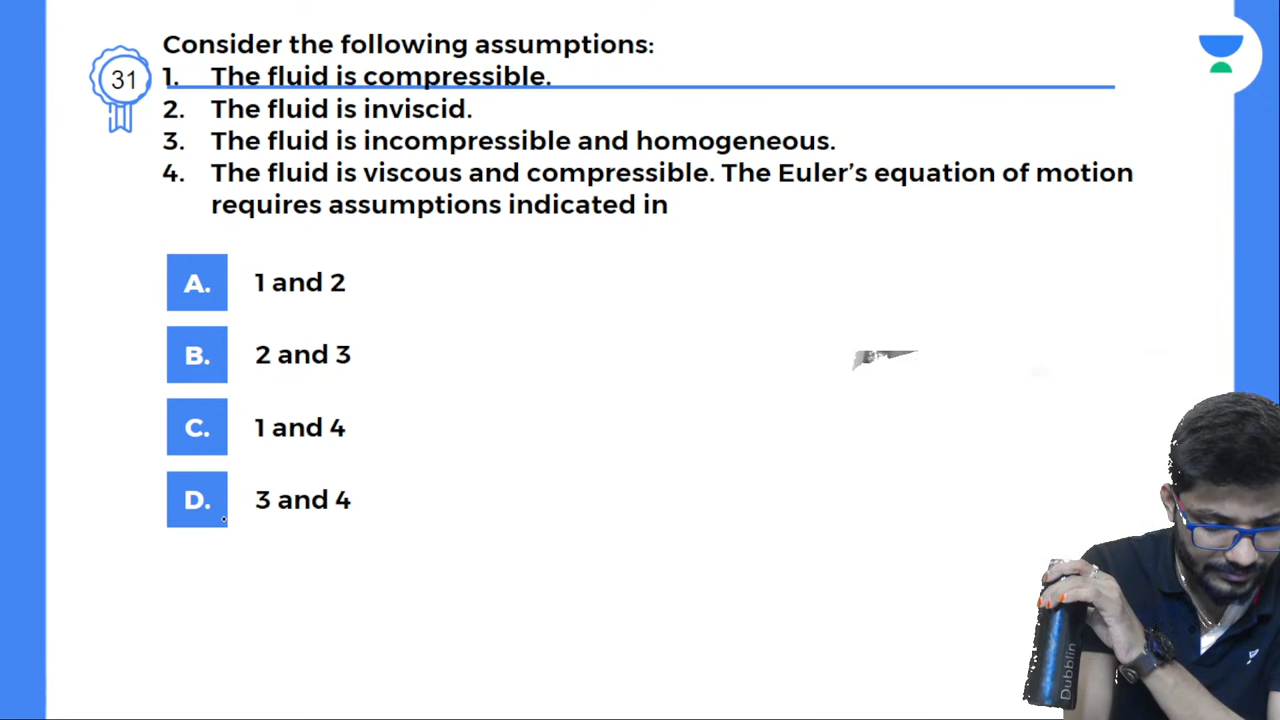 Consider the following assumptions:
31
1. The fluid is compressible.
2. The fluid is inviscid.
3. The fluid is incompressible and homogeneous.
4. The fluid is viscous and compressible. The Euler’s equation of motion
requires assumptions indicated in
A. 1 and 2
B. 2 and 3
C. 1 and 4
D. 3 and 4
Dubblin